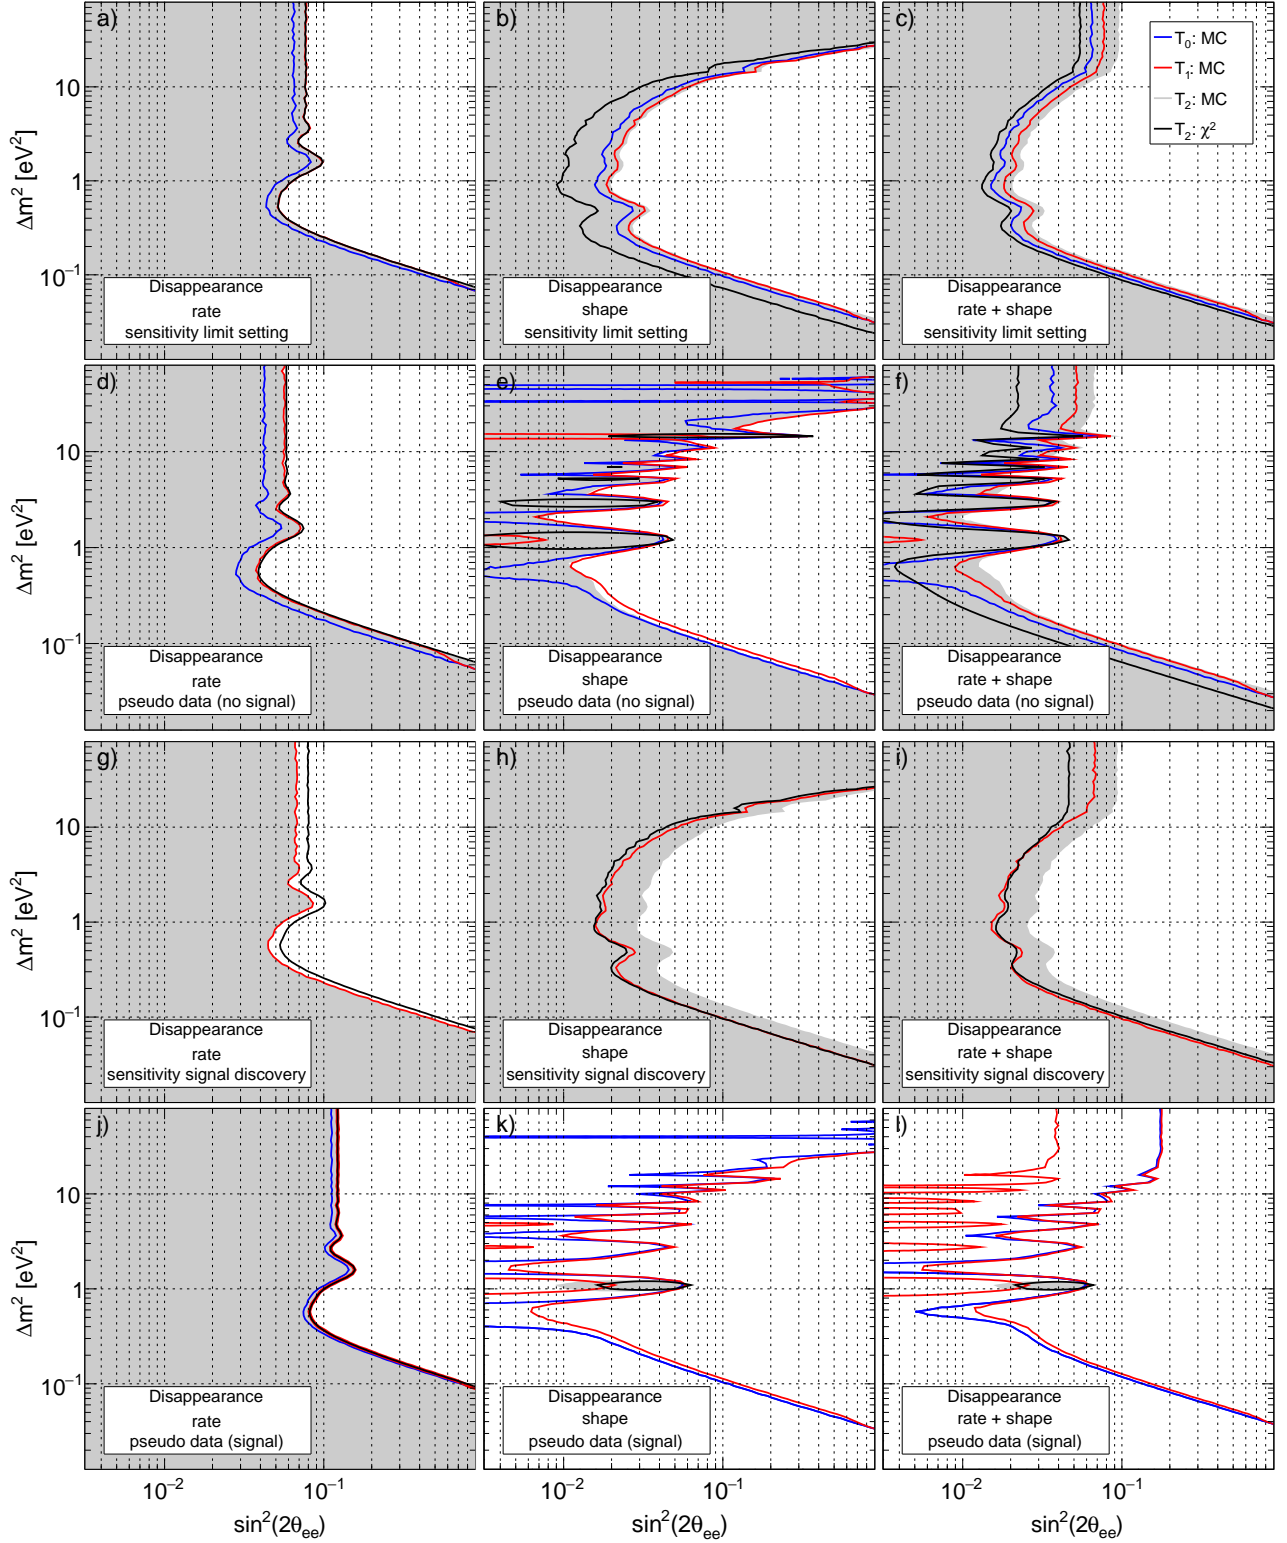 a)
b)
c)
T₀: MC
T₁: MC
T₂: MC
T₂: χ²
10
1
10⁻¹
Δm² [eV²]
Disappearance
rate
sensitivity limit setting
Disappearance
shape
sensitivity limit setting
Disappearance
rate + shape
sensitivity limit setting
d)
e)
f)
10
1
10⁻¹
Δm² [eV²]
Disappearance
rate
pseudo data (no signal)
Disappearance
shape
pseudo data (no signal)
Disappearance
rate + shape
pseudo data (no signal)
g)
h)
i)
10
1
10⁻¹
Δm² [eV²]
Disappearance
rate
sensitivity signal discovery
Disappearance
shape
sensitivity signal discovery
Disappearance
rate + shape
sensitivity signal discovery
j)
k)
l)
10
1
10⁻¹
Δm² [eV²]
Disappearance
rate
pseudo data (signal)
Disappearance
shape
pseudo data (signal)
Disappearance
rate + shape
pseudo data (signal)
10⁻² 10⁻¹
10⁻² 10⁻¹
10⁻² 10⁻¹
sin²(2θₑₑ)
sin²(2θₑₑ)
sin²(2θₑₑ)